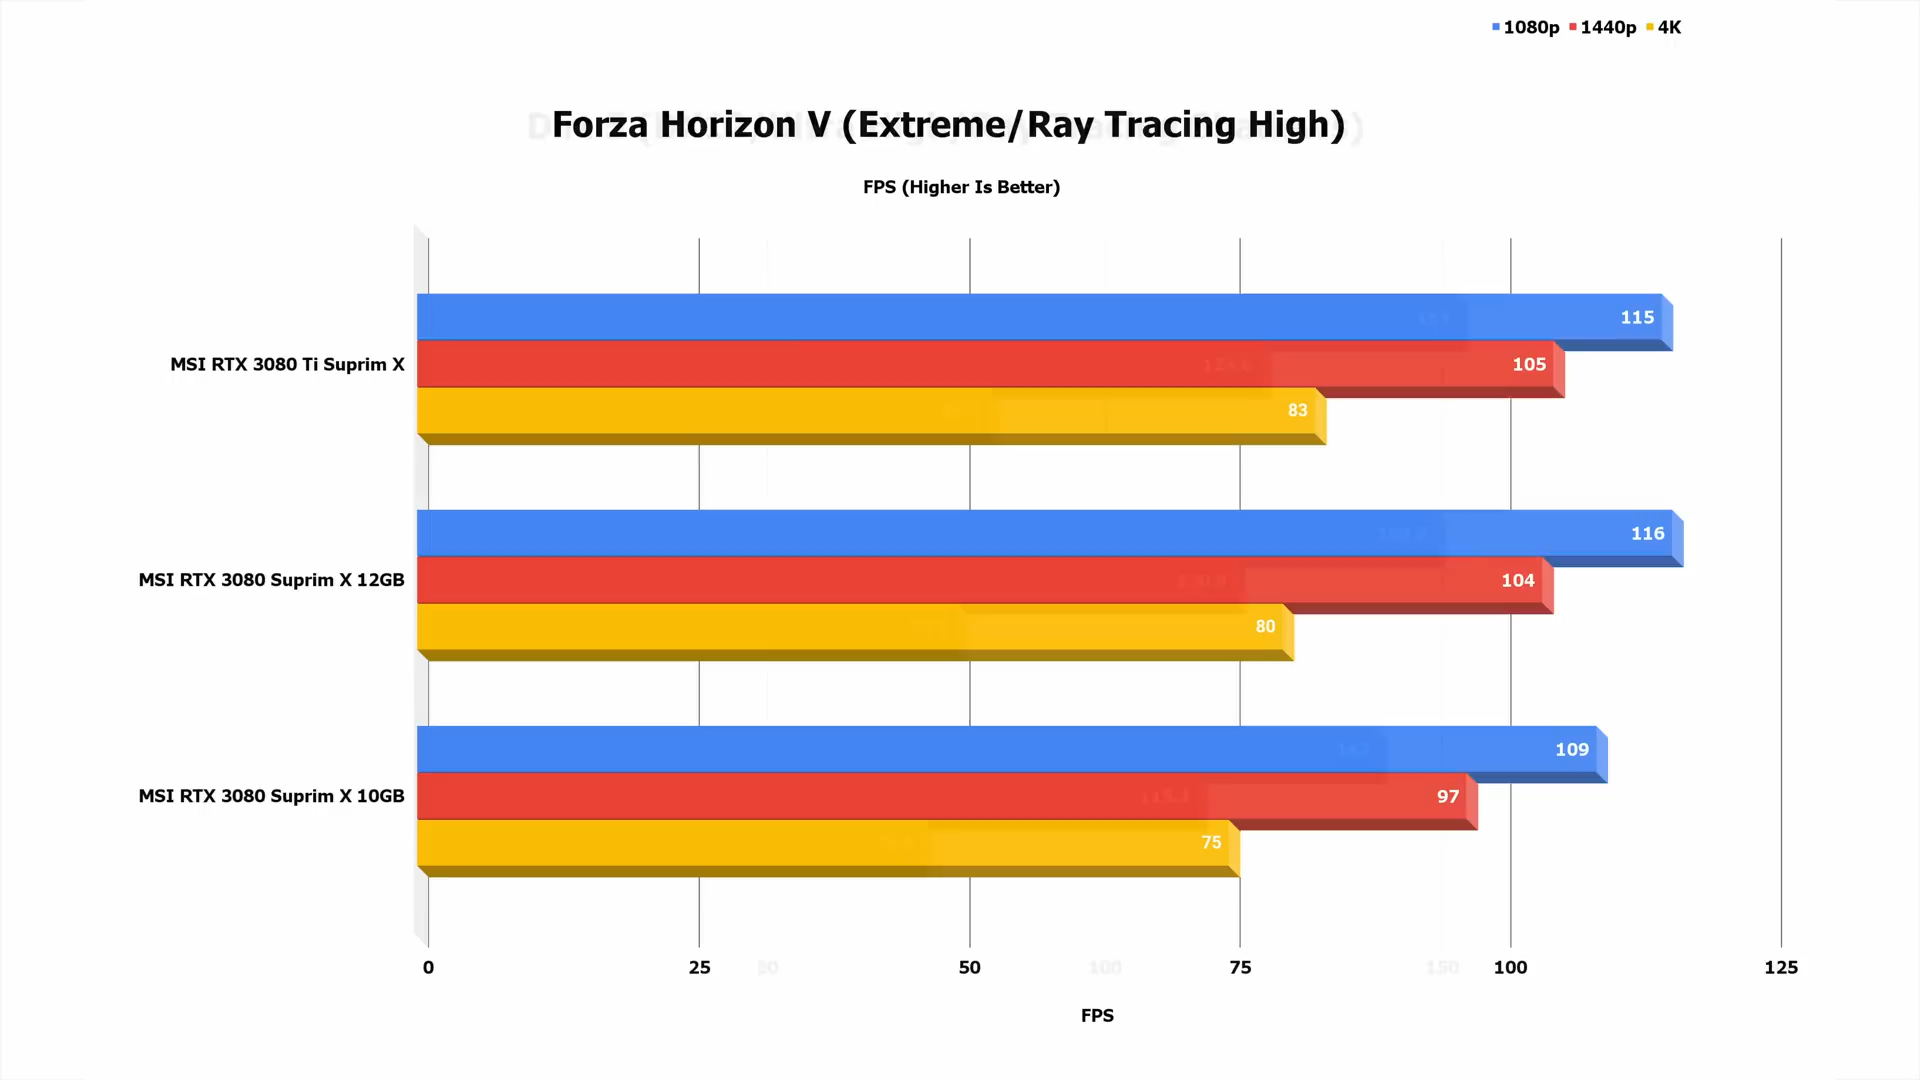 1080p 1440p 4K
Forza Horizon V (Extreme/Ray Tracing High)
FPS (Higher Is Better)
115
MSI RTX 3080 Ti Suprim X 105
83
116
MSI RTX 3080 Suprim X 12GB 104
80
109
MSI RTX 3080 Suprim X 10GB 97
75
0 25 50 100 75 150 100 125
FPS